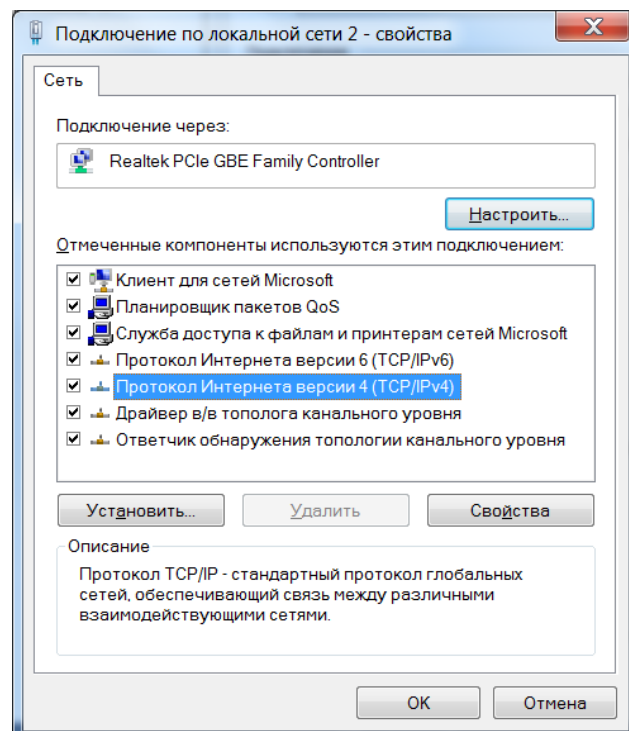 Подключение по локальной сети 2 - свойства
Сеть
Подключение через:
Realtek PCIe GBE Family Controller
Настроить...
Отмеченные компоненты используются этим подключением:
Клиент для сетей Microsoft
Планировщик пакетов QoS
Служба доступа к файлам и принтерам сетей Microsoft
Протокол Интернета версии 6 (TCP/IPv6)
Протокол Интернета версии 4 (TCP/IPv4)
Драйвер в/в тополога канального уровня
Ответчик обнаружения топологии канального уровня
Установить...
Удалить
Свойства
Описание
Протокол TCP/IP - стандартный протокол глобальных
сетей, обеспечивающий связь между различными
взаимодействующими сетями.
OK
Отмена